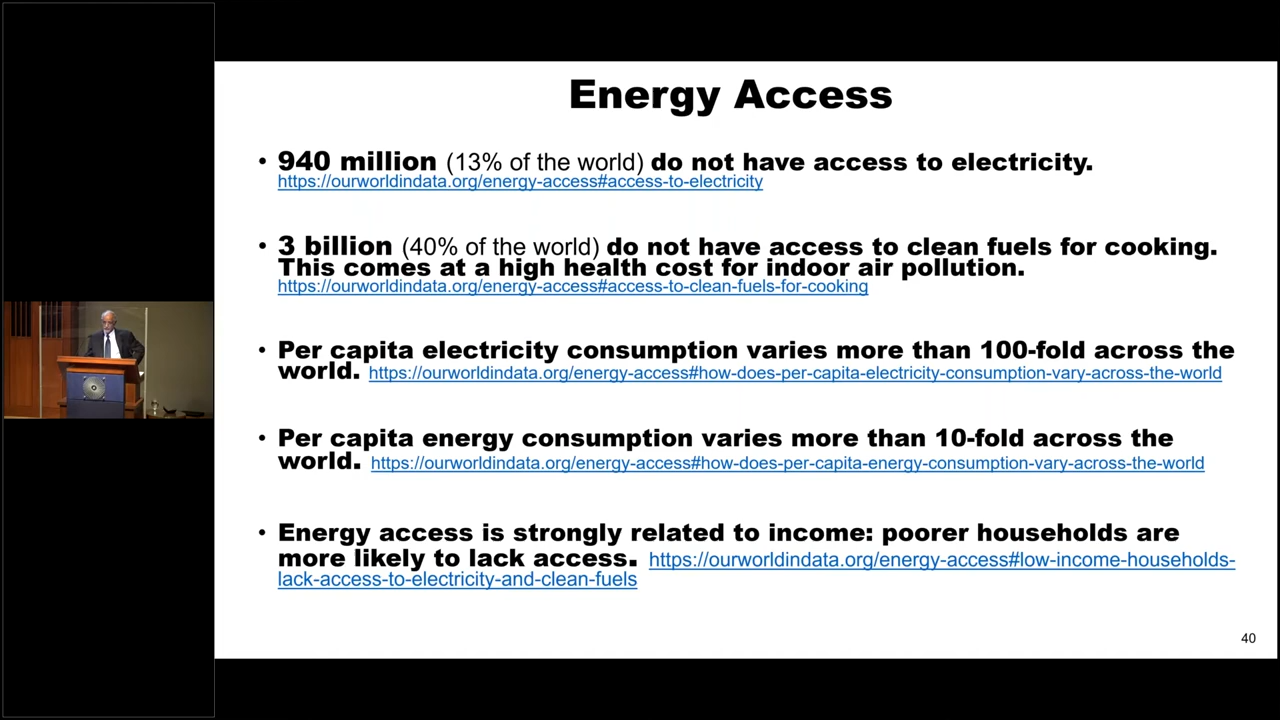 Energy Access
• 940 million (13% of the world) do not have access to electricity.
https://ourworldindata.org/energy-access#access-to-electricity
• 3 billion (40% of the world) do not have access to clean fuels for cooking.
This comes at a high health cost for indoor air pollution.
https://ourworldindata.org/energy-access#access-to-clean-fuels-for-cooking
• Per capita electricity consumption varies more than 100-fold across the
world. https://ourworldindata.org/energy-access#how-does-per-capita-electricity-consumption-vary-across-the-world
• Per capita energy consumption varies more than 10-fold across the
world. https://ourworldindata.org/energy-access#how-does-per-capita-energy-consumption-vary-across-the-world
• Energy access is strongly related to income: poorer households are
more likely to lack access. https://ourworldindata.org/energy-access#low-income-households-
lack-access-to-electricity-and-clean-fuels
40